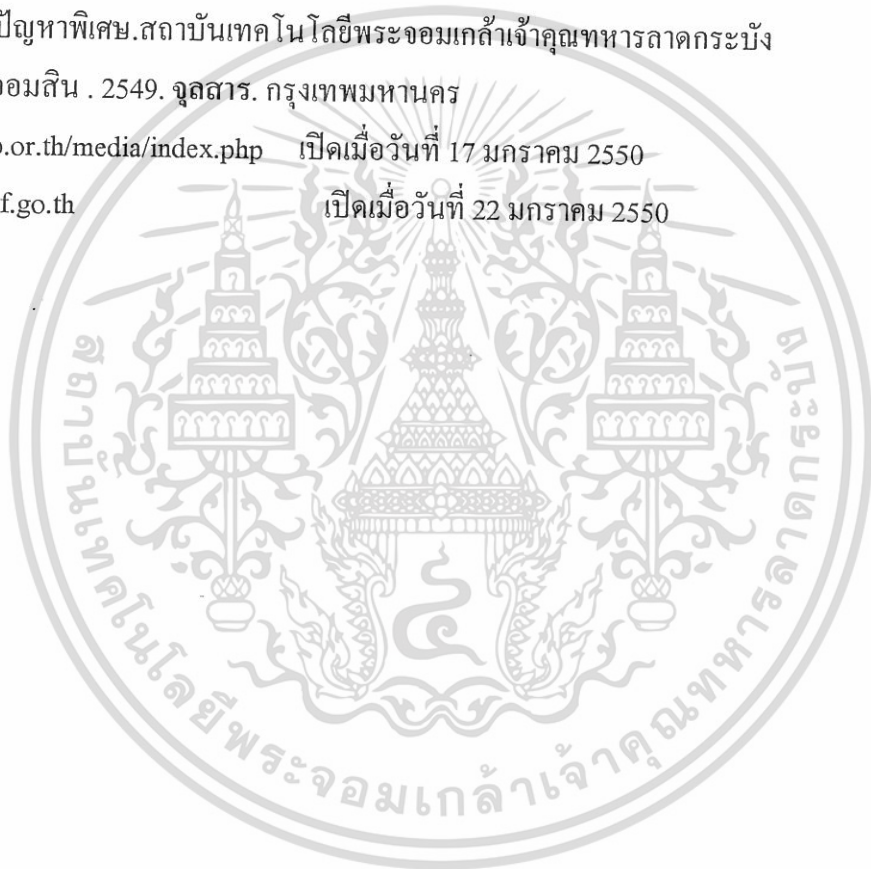 ปัญหาพิเศษ.สถาบันเทคโนโลยีพระจอมเกล้าเจ้าคุณทหารลาดกระบัง
ออมสิน . 2549. จุลสาร. กรุงเทพมหานคร
.or.th/media/index.php เปิดเมื่อวันที่ 17 มกราคม 2550
f.go.th เปิดเมื่อวันที่ 22 มกราคม 2550
สถาบันเทคโนโลยีพระจอมเกล้าเจ้าคุณทหารลาดกระบัง
๔